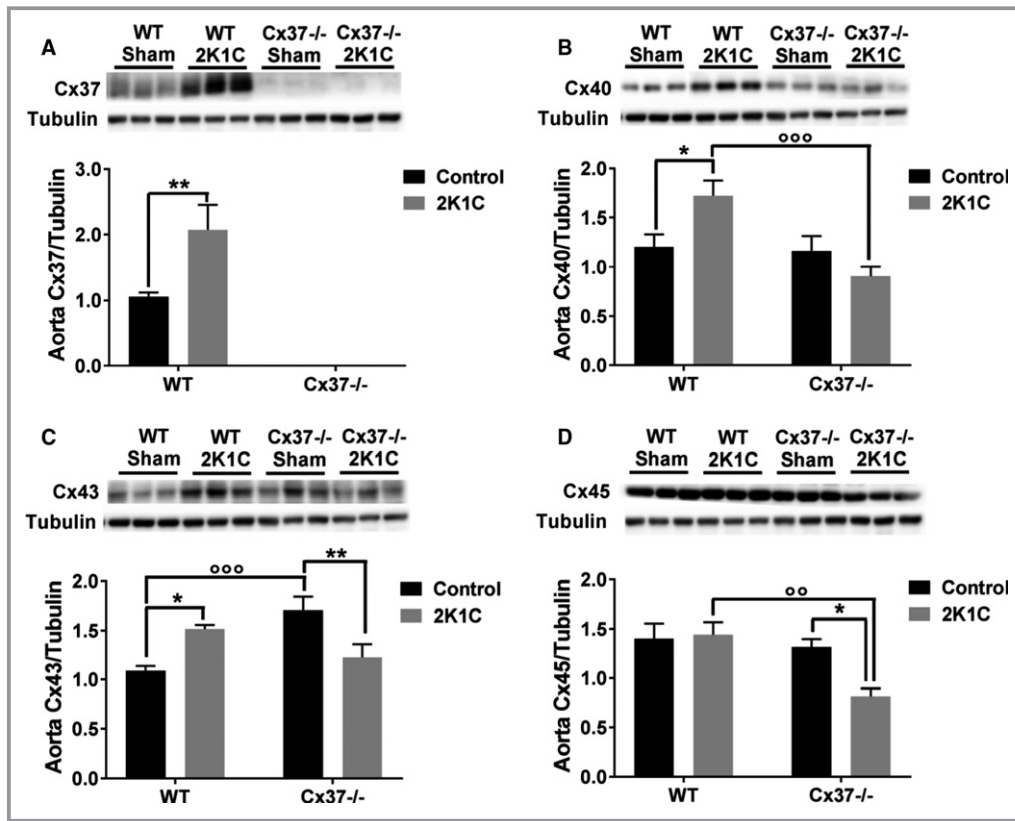 A
WT Sham
WT 2K1C
Cx37-/- Sham
Cx37-/- 2K1C
Cx37
Tubulin
Aorta Cx37/Tubulin
3.0
2.0
1.0
0.0
**
Control
2K1C
WT
Cx37-/-
B
WT Sham
WT 2K1C
Cx37-/- Sham
Cx37-/- 2K1C
Cx40
Tubulin
Aorta Cx40/Tubulin
2.0
1.5
1.0
0.5
0.0
*
°°°
Control
2K1C
WT
Cx37-/-
C
WT Sham
WT 2K1C
Cx37-/- Sham
Cx37-/- 2K1C
Cx43
Tubulin
Aorta Cx43/Tubulin
2.0
1.5
1.0
0.5
0.0
°°°
*
**
Control
2K1C
WT
Cx37-/-
D
WT Sham
WT 2K1C
Cx37-/- Sham
Cx37-/- 2K1C
Cx45
Tubulin
Aorta Cx45/Tubulin
2.0
1.5
1.0
0.5
0.0
°°
*
Control
2K1C
WT
Cx37-/-